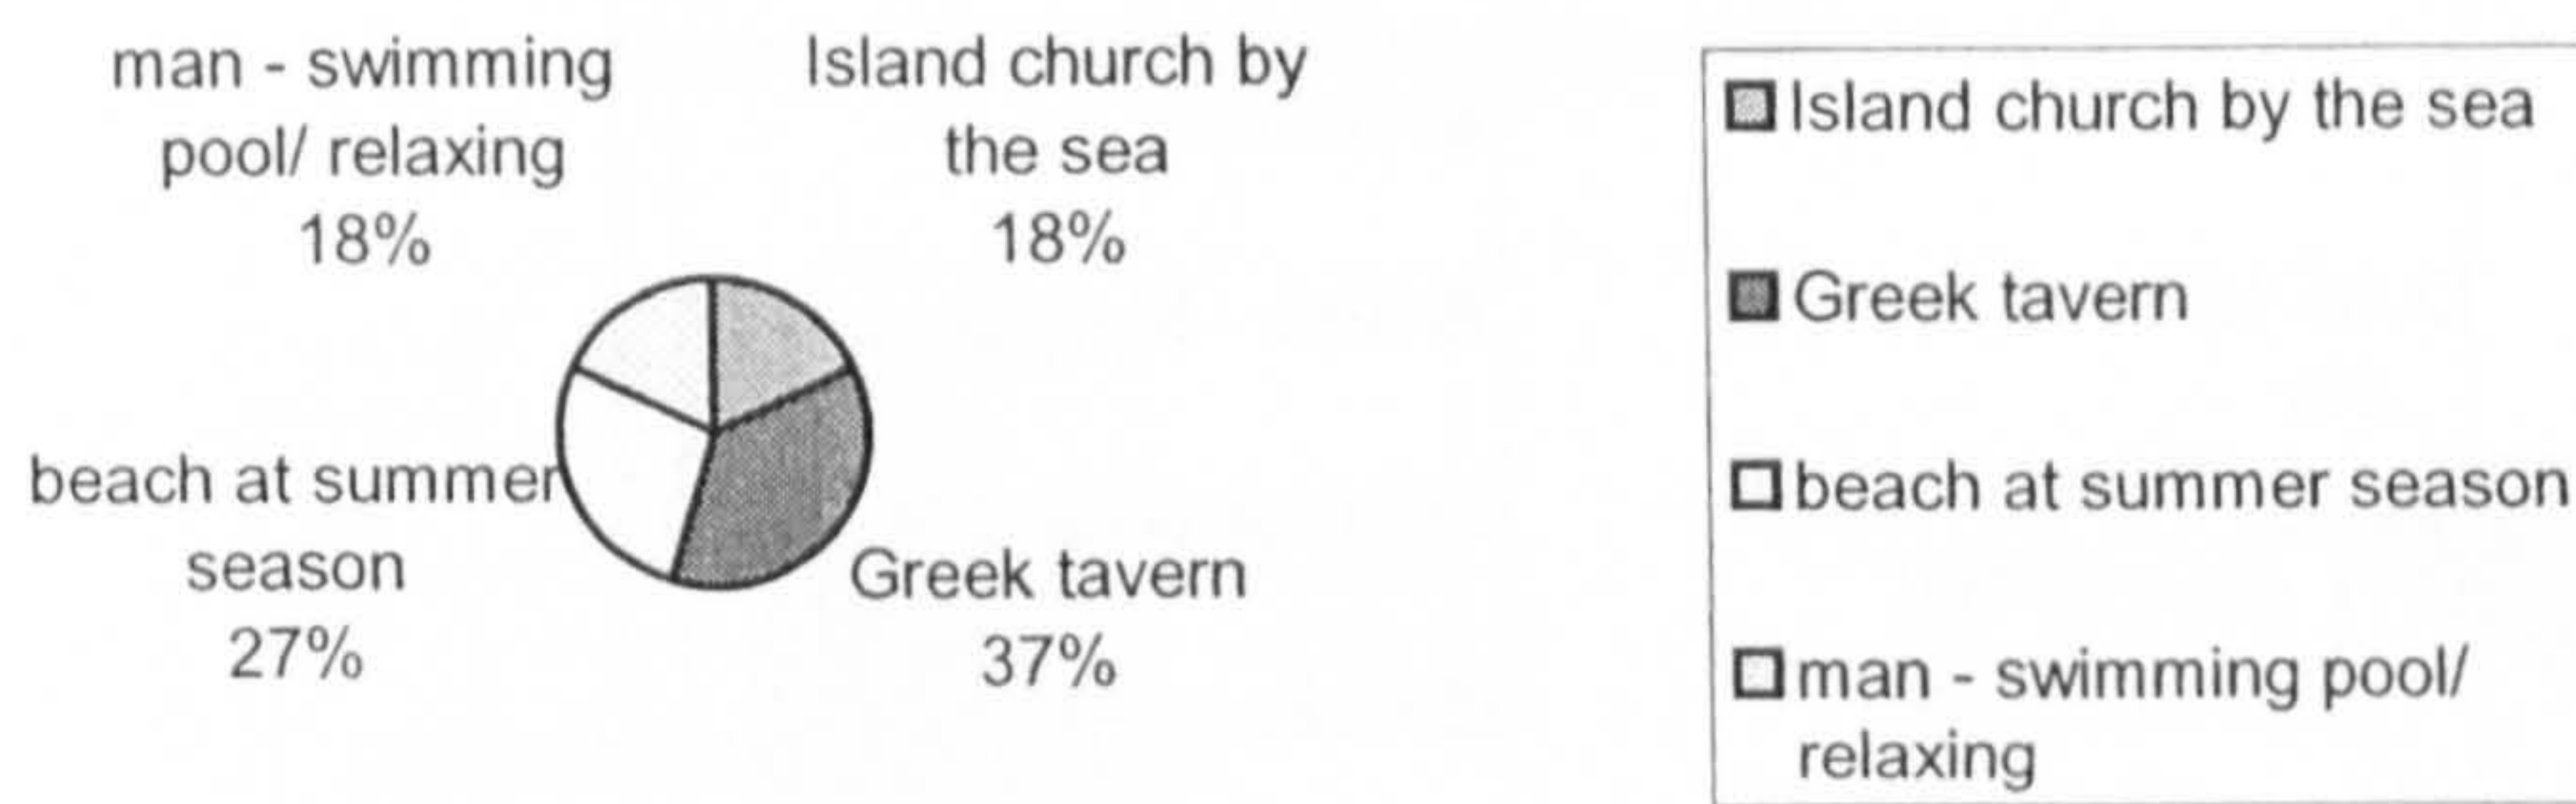 man - swimming
pool/ relaxing
18%
Island church by
the sea
18%
beach at summer
season
27%
Greek tavern
37%
Island church by the sea
Greek tavern
beach at summer season
man - swimming pool/
relaxing